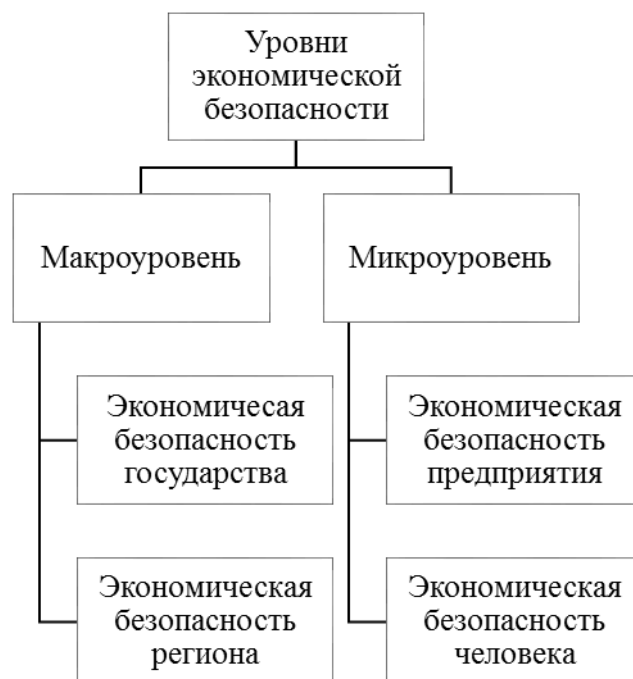 Уровни
экономической
безопасности
Макроуровень
Микроуровень
Экономичесая
безопасность
государства
Экономическая
безопасность
предприятия
Экономическая
безопасность
региона
Экономическая
безопасность
человека